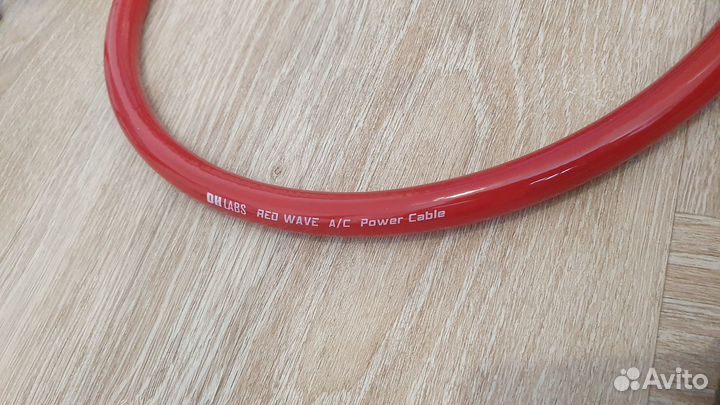 DH LABS RED WAVE A/C Power Cable
Avito